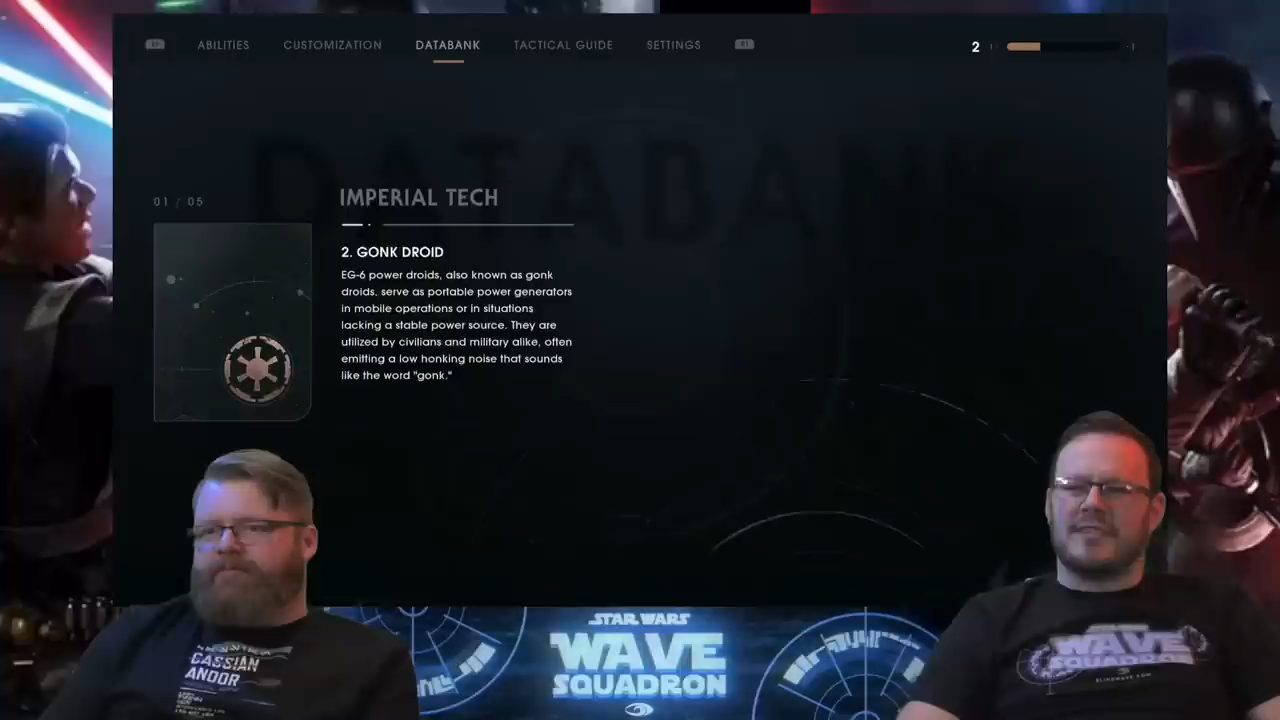 ABILITIES
CUSTOMIZATION
DATABANK
TACTICAL GUIDE
SETTINGS
2
DATABANK
01 / 05
IMPERIAL TECH
2. GONK DROID
EG-6 power droids, also known as gonk
droids, serve as portable power generators
in mobile operations or in situations
lacking a stable power source. They are
utilized by civilians and military alike, often
emitting a low honking noise that sounds
like the word "gonk."
CASSIAN
ANDOR
STAR WARS
WAVE
SQUADRON
WAVE
SQUADRON
BLINDWAVE.COM